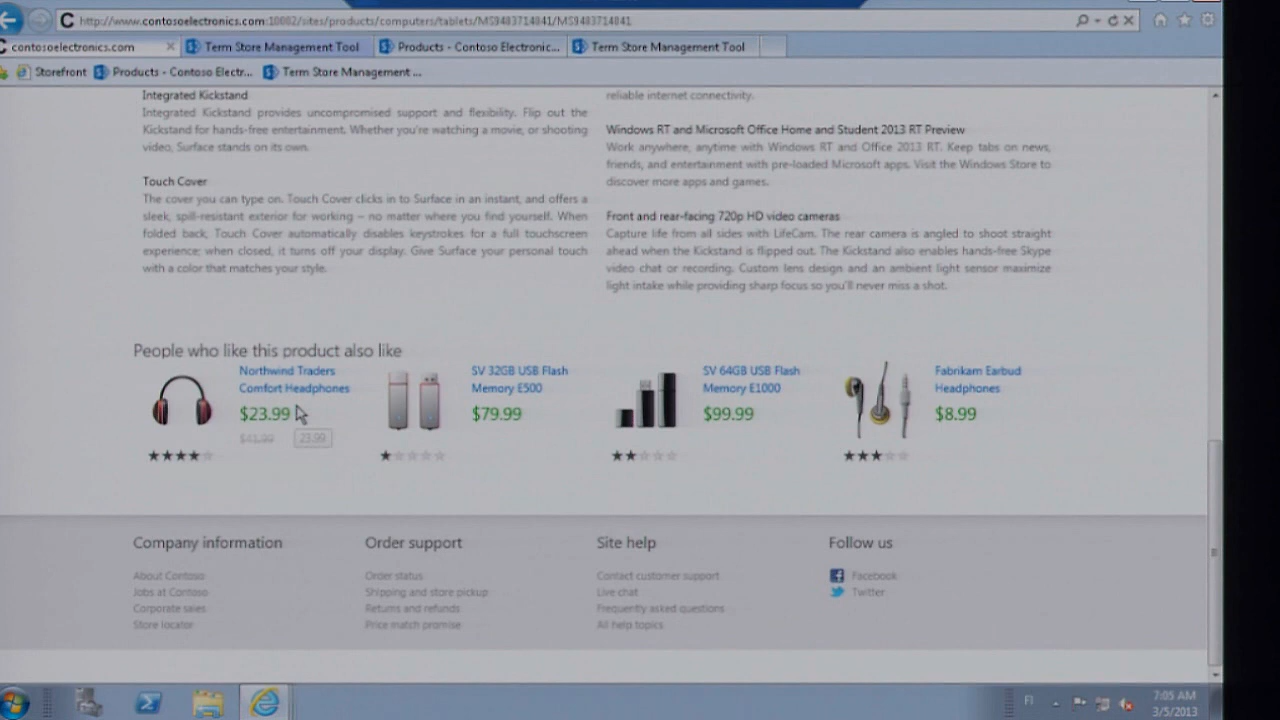 http://www.contosoelectronics.com:10002/sites/products/computers/tablets/MS9483714841/MS9483714841
contosoelectronics.com
Term Store Management Tool
Products - Contoso Electronic...
Term Store Management Tool
Storefront
Products - Contoso Electr...
Term Store Management ...
Integrated Kickstand
Integrated Kickstand provides uncompromised support and flexibility. Flip out the
Kickstand for hands-free entertainment. Whether you're watching a movie, or shooting
video, Surface stands on its own.
Touch Cover
The cover you can type on. Touch Cover clicks in to Surface in an instant, and offers a
sleek, spill-resistant exterior for working – no matter where you find yourself. When
folded back, Touch Cover automatically disables keystrokes for a full touchscreen
experience; when closed, it turns off your display. Give Surface your personal touch
with a color that matches your style.
reliable internet connectivity.
Windows RT and Microsoft Office Home and Student 2013 RT Preview
Work anywhere, anytime with Windows RT and Office 2013 RT. Keep tabs on news,
friends, and entertainment with pre-loaded Microsoft apps. Visit the Windows Store to
discover more apps and games.
Front and rear-facing 720p HD video cameras
Capture life from all sides with LifeCam. The rear camera is angled to shoot straight
ahead when the Kickstand is flipped out. The Kickstand also enables hands-free Skype
video chat or recording. Custom lens design and an ambient light sensor maximize
light intake while providing sharp focus so you'll never miss a shot.
People who like this product also like
Northwind Traders
Comfort Headphones
$23.99
$41.99
23.99
SV 32GB USB Flash
Memory E500
$79.99
SV 64GB USB Flash
Memory E1000
$99.99
Fabrikam Earbud
Headphones
$8.99
Company information
About Contoso
Jobs at Contoso
Corporate sales
Store locator
Order support
Order status
Shipping and store pickup
Returns and refunds
Price match promise
Site help
Contact customer support
Live chat
Frequently asked questions
All help topics
Follow us
Facebook
Twitter
FI
7:05 AM
3/5/2013